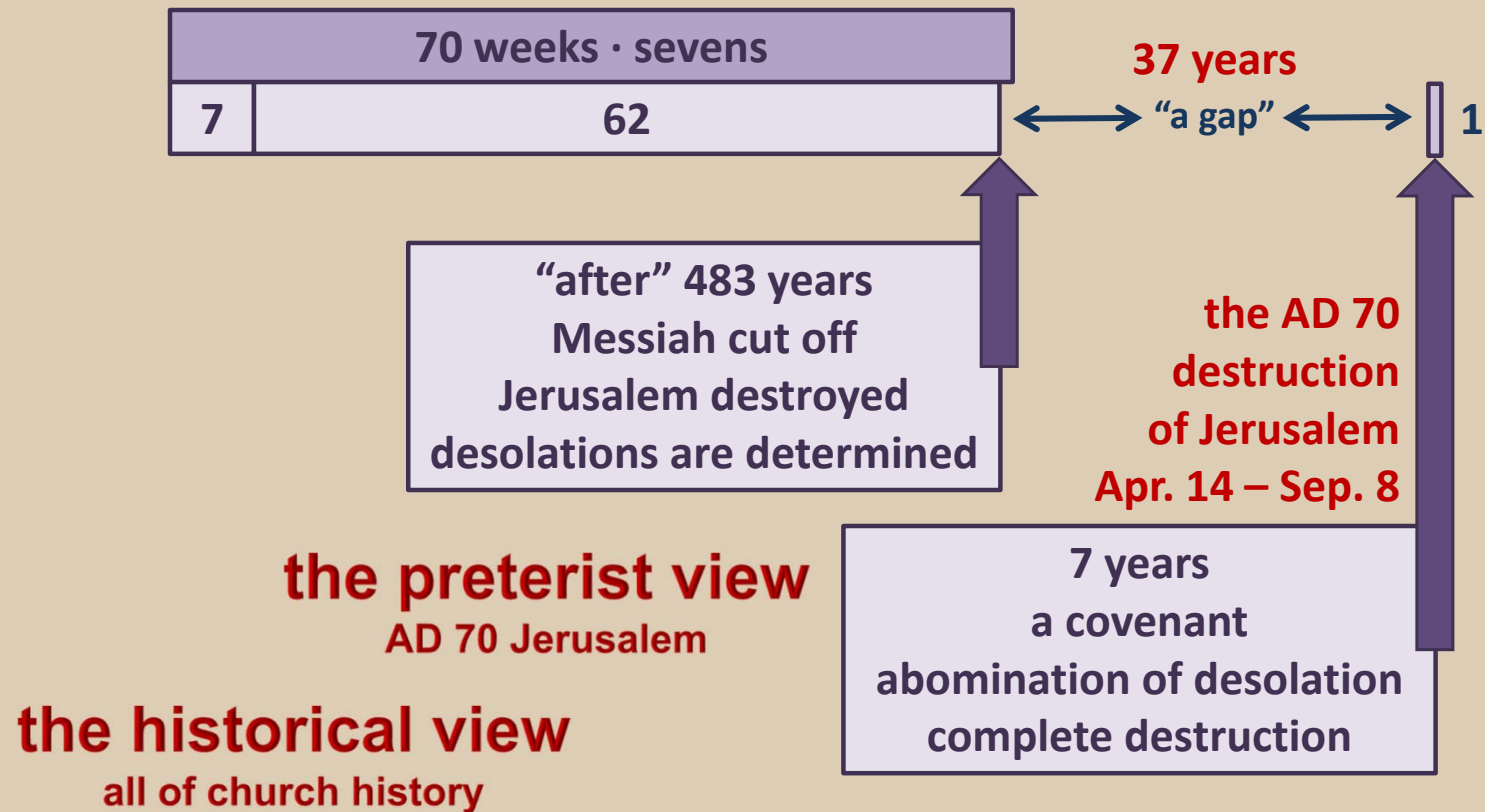 70 weeks · sevens
7
62
37 years
“a gap”
1
“after” 483 years
Messiah cut off
Jerusalem destroyed
desolations are determined
the AD 70
destruction
of Jerusalem
Apr. 14 – Sep. 8
the preterist view
AD 70 Jerusalem
7 years
a covenant
abomination of desolation
complete destruction
the historical view
all of church history